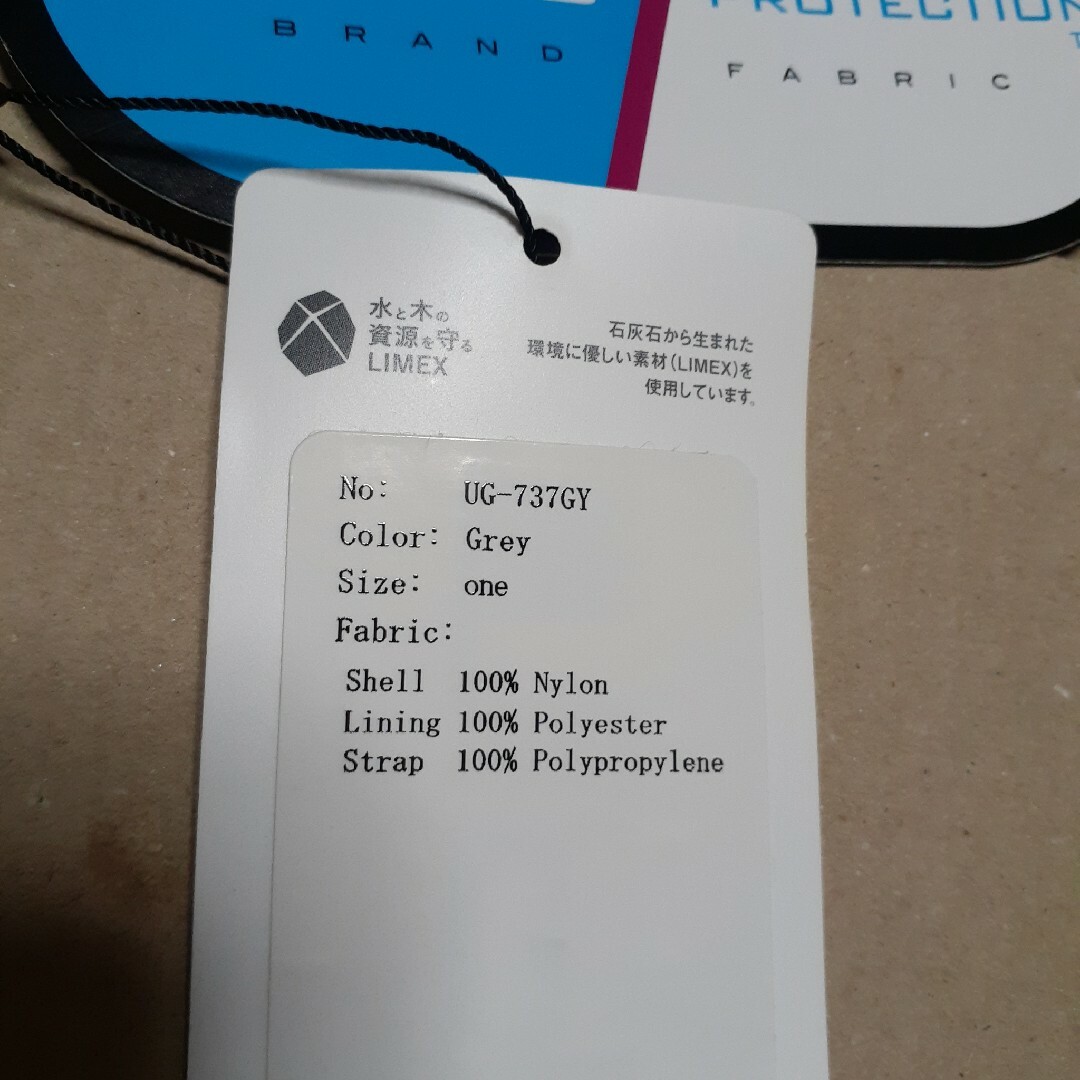 BRAND
PROTECTION
FABRIC
水と木の
資源を守る
LIMEX
石灰石から生まれた
環境に優しい素材(LIMEX)を
使用しています。
No: UG-737GY
Color: Grey
Size: one
Fabric:
Shell 100% Nylon
Lining 100% Polyester
Strap 100% Polypropylene